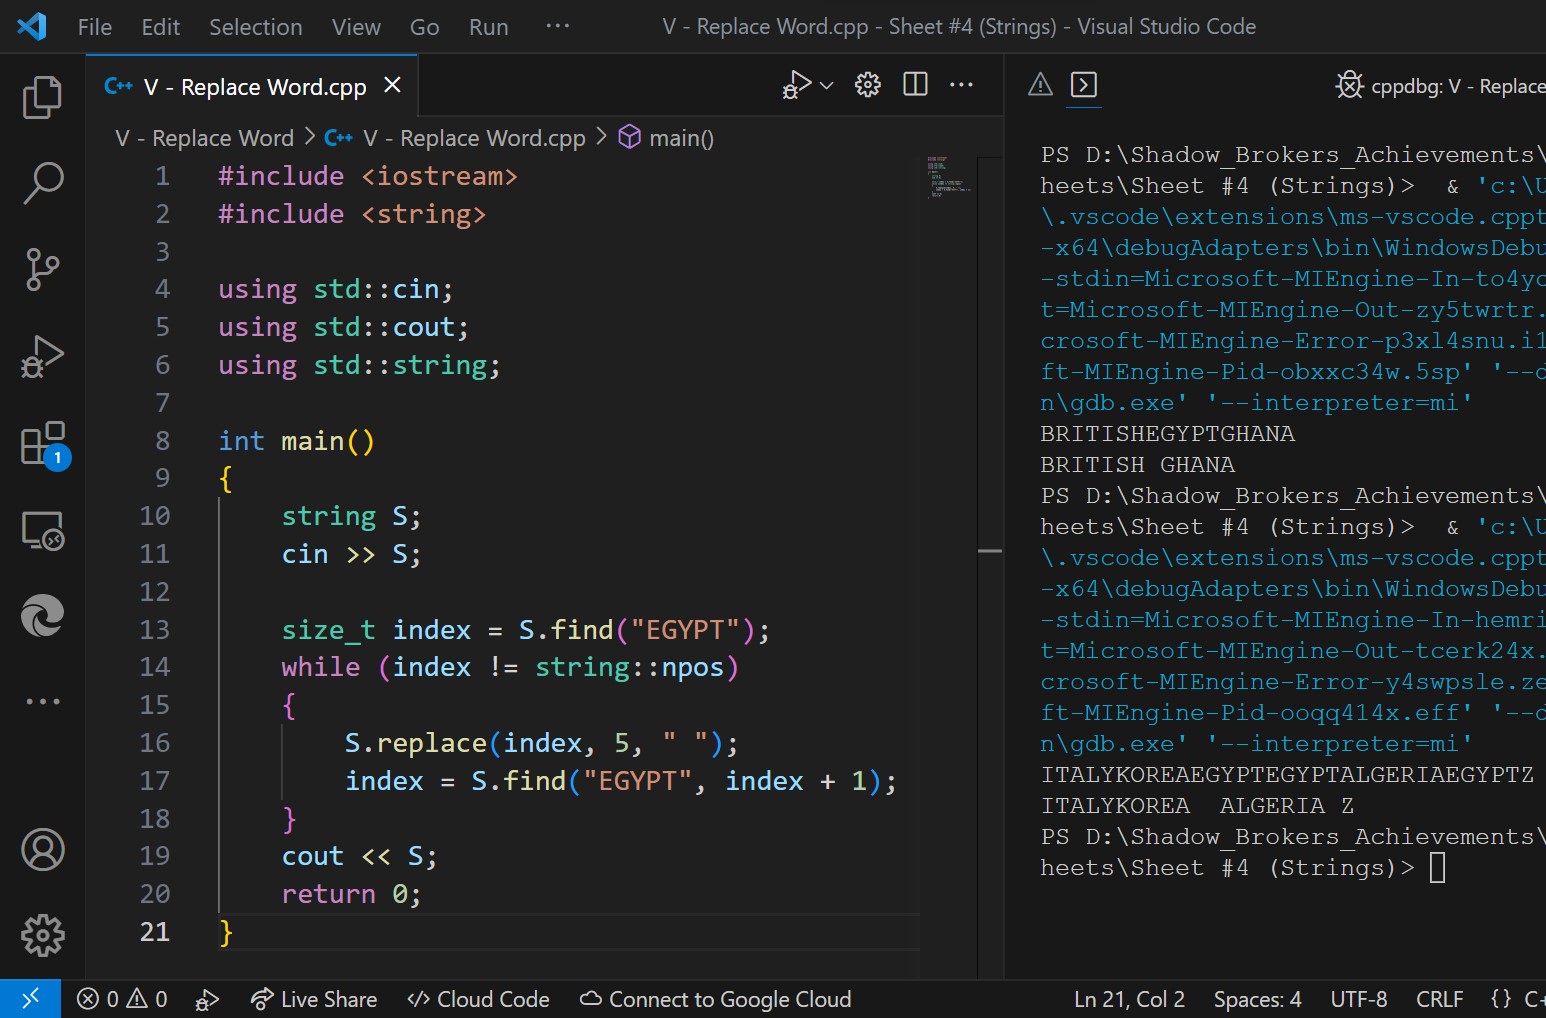 File Edit Selection View Go Run ··· V - Replace Word.cpp - Sheet #4 (Strings) - Visual Studio Code
C++ V - Replace Word.cpp
cppdbg: V - Replace
V - Replace Word > C++ V - Replace Word.cpp > main()
1 #include <iostream>
2 #include <string>
3
4 using std::cin;
5 using std::cout;
6 using std::string;
7
8 int main()
9 {
10 string S;
11 cin >> S;
12
13 size_t index = S.find("EGYPT");
14 while (index != string::npos)
15 {
16 S.replace(index, 5, " ");
17 index = S.find("EGYPT", index + 1);
18 }
19 cout << S;
20 return 0;
21 }
PS D:\Shadow_Brokers_Achievements\
heets\Sheet #4 (Strings)> & 'c:\U
\.vscode\extensions\ms-vscode.cppt
-x64\debugAdapters\bin\WindowsDebu
-stdin=Microsoft-MIEngine-In-to4yc
t=Microsoft-MIEngine-Out-zy5twrtr.
crosoft-MIEngine-Error-p3xl4snu.i1
ft-MIEngine-Pid-obxxc34w.5sp' '--d
n\gdb.exe' '--interpreter=mi'
BRITISHEGYPTGHANA
BRITISH GHANA
PS D:\Shadow_Brokers_Achievements\
heets\Sheet #4 (Strings)> & 'c:\U
\.vscode\extensions\ms-vscode.cppt
-x64\debugAdapters\bin\WindowsDebu
-stdin=Microsoft-MIEngine-In-hemri
t=Microsoft-MIEngine-Out-tcerk24x.
crosoft-MIEngine-Error-y4swpsle.ze
ft-MIEngine-Pid-ooqq414x.eff' '--d
n\gdb.exe' '--interpreter=mi'
ITALYKOREAEGYPTEGYPTALGERIAEGYPTZ
ITALYKOREA  ALGERIA Z
PS D:\Shadow_Brokers_Achievements\
heets\Sheet #4 (Strings)>
1
0 0 Live Share Cloud Code Connect to Google Cloud Ln 21, Col 2 Spaces: 4 UTF-8 CRLF {} C+